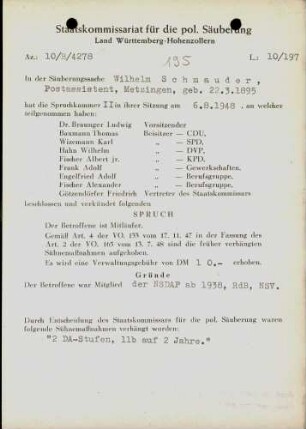 Staatskommissariat für die pol. Säuberung
Land Württemberg-Hohenzollern
Az.: 10/P/4278
195
L.: 10/197
In der Säuberungssache Wilhelm Schmauder,
Postassistent, Metzingen, geb. 22.3.1895
hat die Spruchkammer II in ihrer Sitzung am 6.8.1948, an welcher
teilgenommen haben:
Dr. Brauger Ludwig Vorsitzender
Buxmann Thomas Beisitzer — CDU,
Witzemann Karl — SPD,
Hahn Wilhelm — DVP,
Fischer Albert jr. — KPD,
Frank Adolf — Gewerkschaften,
Engelfried Adolf — Berufsgruppe,
Fischer Alexander — Berufsgruppe,
Götzendörfer Friedrich Vertreter des Staatskommissars
beschlossen und verkündet folgenden
SPRUCH
Der Betroffene ist Mitläufer.
Gemäß Art. 4 der VO. 133 vom 17. 11. 47 in der Fassung des
Art. 2 der VO. 165 vom 13. 7. 48 sind die früher verhängten
Sühnemaßnahmen aufgehoben.
Es wird eine Verwaltungsgebühr von DM 10.- erhoben.
Gründe
Der Betroffene war Mitglied der NSDAP ab 1938, RdB, NSV.
Durch Entscheidung des Staatskommissars für die pol. Säuberung waren
folgende Sühnemaßnahmen verhängt worden:
"2 DA-Stufen, 11b auf 2 Jahre."